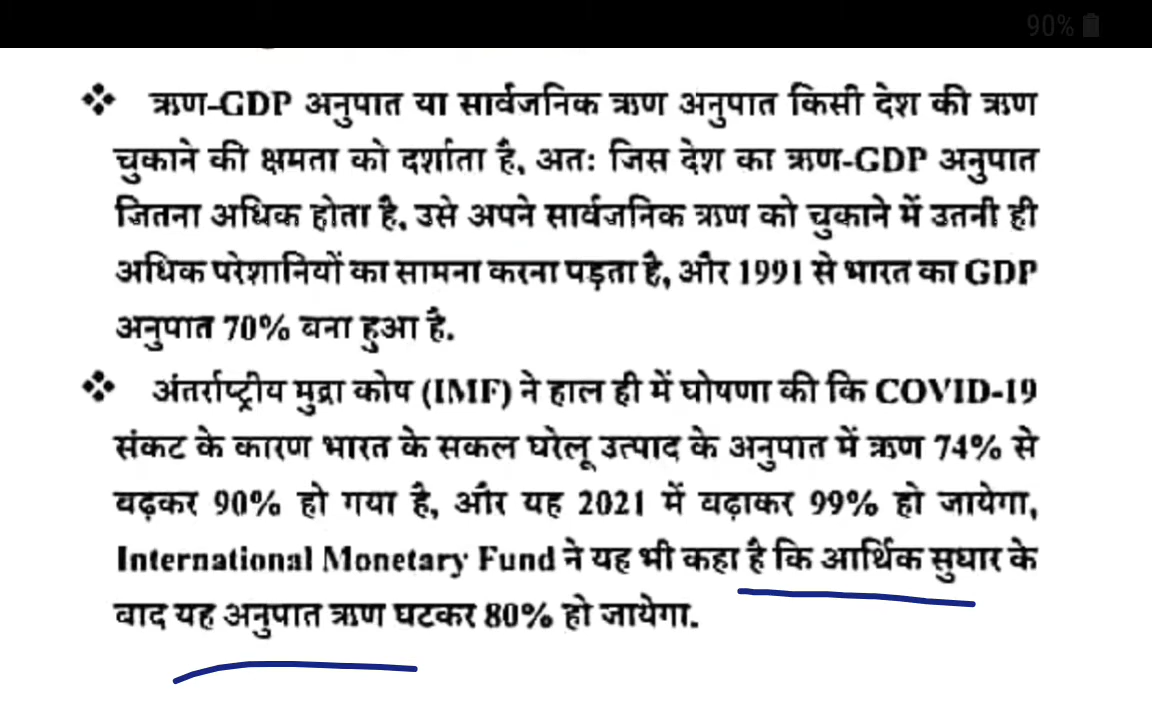 90%
❖ ऋण-GDP अनुपात या सार्वजनिक ऋण अनुपात किसी देश की ऋण
चुकाने की क्षमता को दर्शाता है, अतः जिस देश का ऋण-GDP अनुपात
जितना अधिक होता है, उसे अपने सार्वजनिक ऋण को चुकाने में उतनी ही
अधिक परेशानियों का सामना करना पड़ता है, और 1991 से भारत का GDP
अनुपात 70% बना हुआ है.
❖ अंतर्राष्ट्रीय मुद्रा कोष (IMF) ने हाल ही में घोषणा की कि COVID-19
संकट के कारण भारत के सकल घरेलू उत्पाद के अनुपात में ऋण 74% से
बढ़कर 90% हो गया है, और यह 2021 में बढ़ाकर 99% हो जायेगा,
International Monetary Fund ने यह भी कहा है कि आर्थिक सुधार के
बाद यह अनुपात ऋण घटकर 80% हो जायेगा.